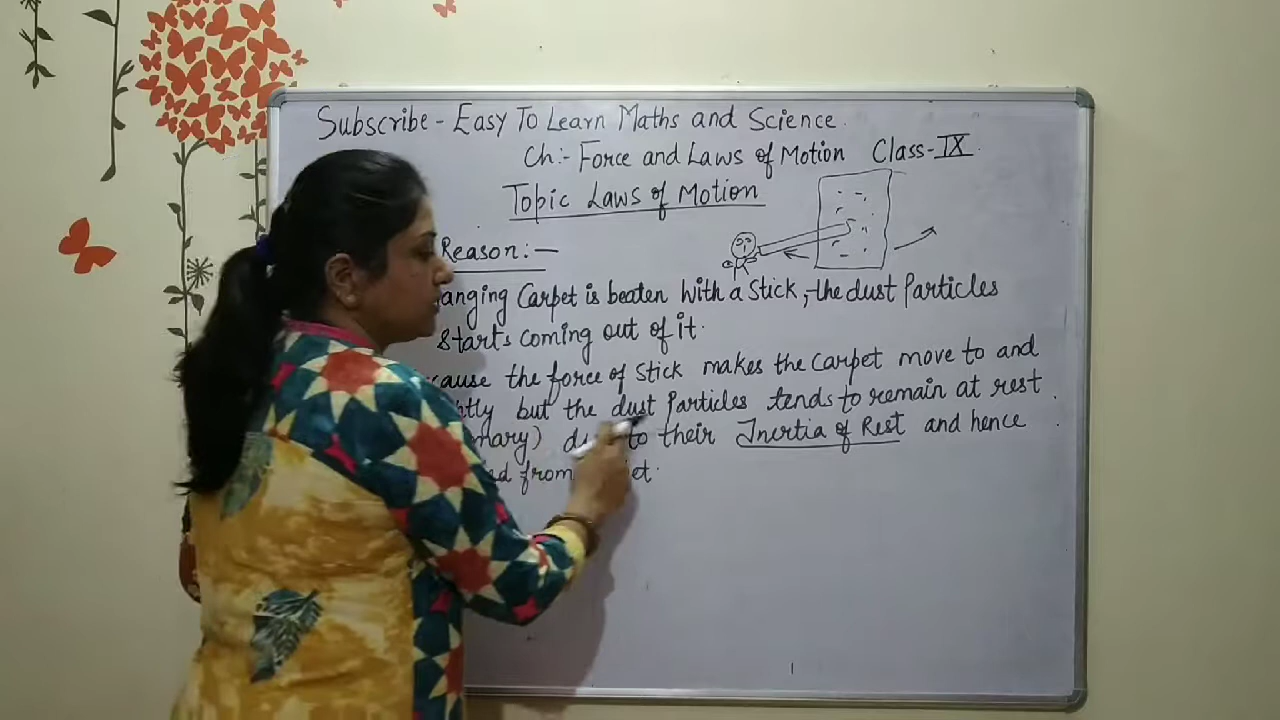 Subscribe - Easy To Learn Maths and Science.
Ch:- Force and Laws of Motion Class-IX
Topic Laws of Motion
Reason:-
anging Carpet is beaten with a Stick, the dust Particles
starts coming out of it.
cause the force of Stick makes the Carpet move to and
tly but the dust Particles tends to remain at rest.
nary) to their Inertia of Rest and hence
from